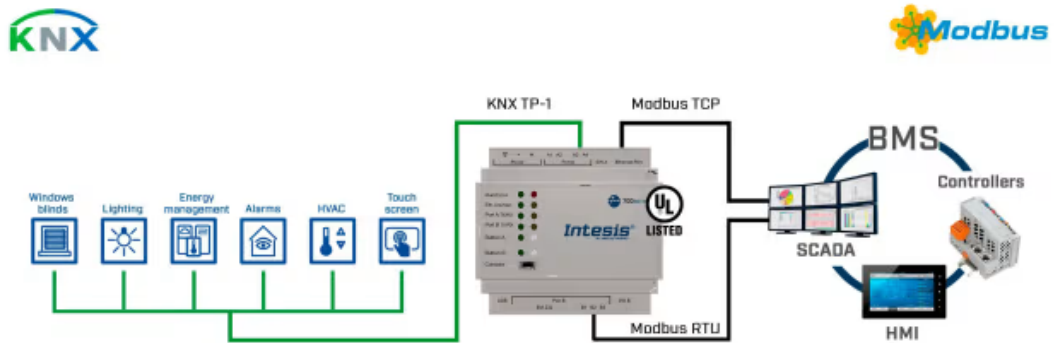 KNX
Modbus
KNX TP-1
Modbus TCP
BMS
Controllers
Windows
blinds
Lighting
Energy
management
Alarms
HVAC
Touch
screen
Intesis
UL
LISTED
SCADA
HMI
Modbus RTU